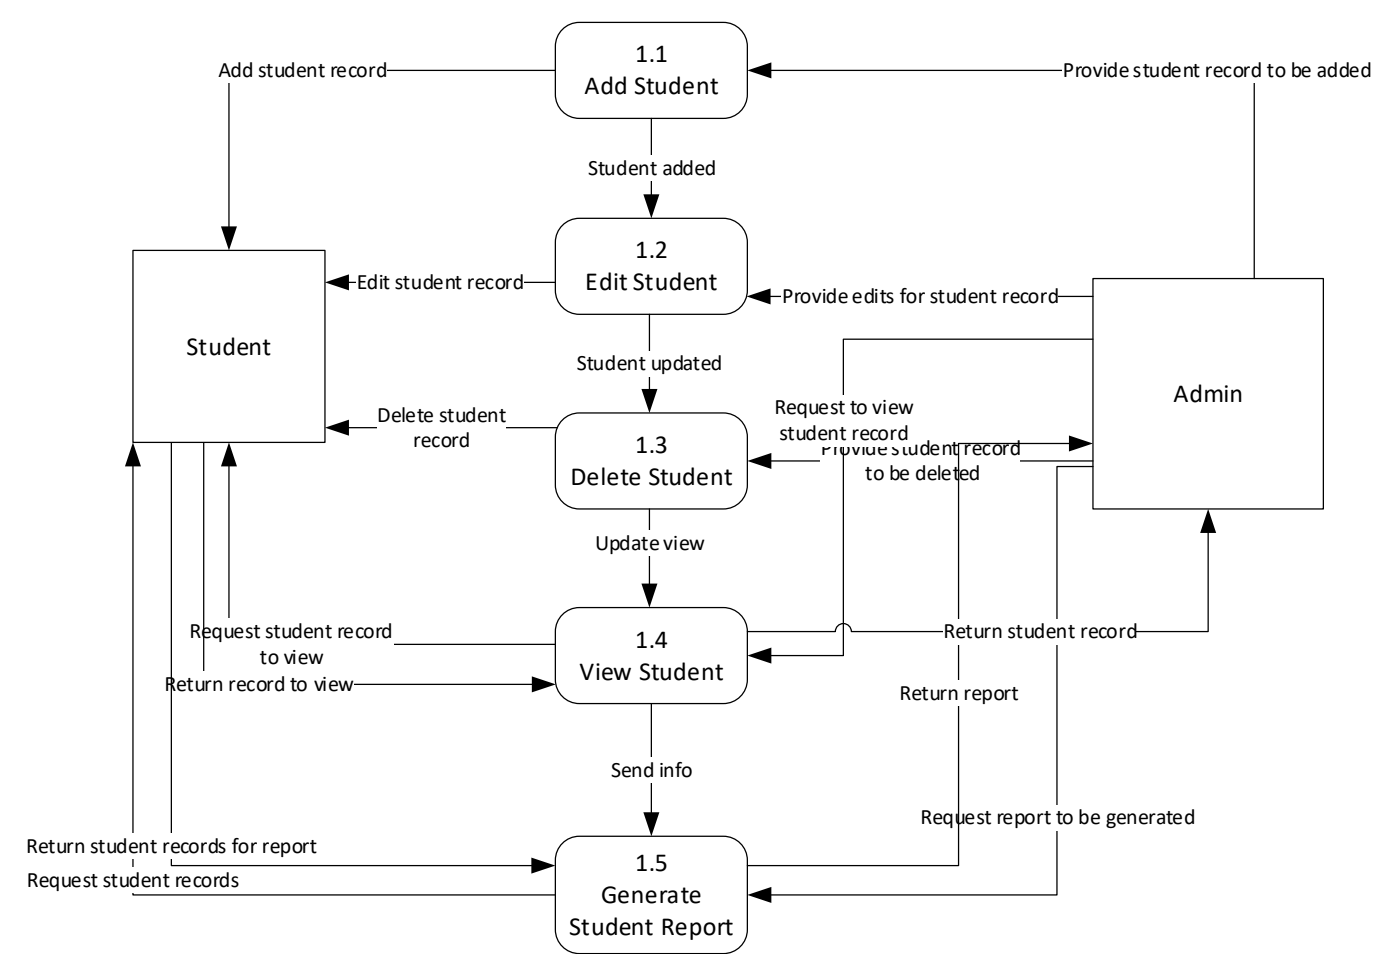 1.1
Add Student
Add student record
Provide student record to be added
Student added
1.2
Edit Student
Edit student record
Provide edits for student record
Student
Student updated
Admin
Request to view
student record
Delete student
record
1.3
Delete Student
Provide student record
to be deleted
Update view
1.4
View Student
Request student record
to view
Return student record
Return record to view
Return report
Send info
Request report to be generated
Return student records for report
Request student records
1.5
Generate
Student Report